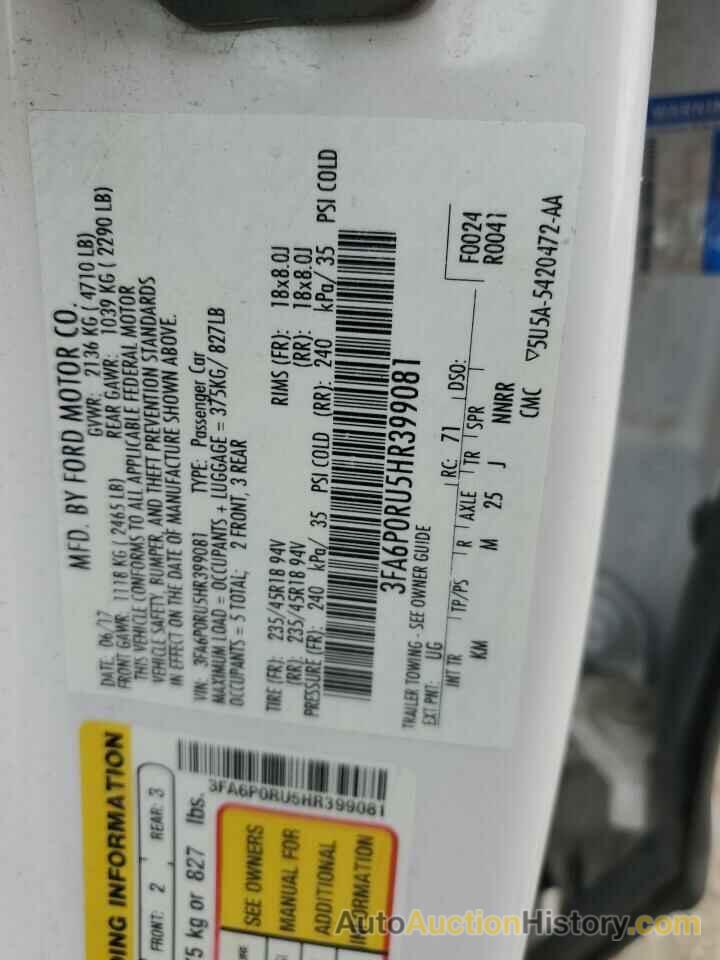 MFD. BY FORD MOTOR CO.
DATE: 06/17 GVWR: 2136 KG ( 4710 LB)
FRONT GAWR: 1118 KG ( 2465 LB) REAR GAWR: 1039 KG ( 2290 LB)
THIS VEHICLE CONFORMS TO ALL APPLICABLE FEDERAL MOTOR
VEHICLE SAFETY, BUMPER, AND THEFT PREVENTION STANDARDS
IN EFFECT ON THE DATE OF MANUFACTURE SHOWN ABOVE.
VIN: 3FA6P0RU5HR399081 TYPE: Passenger Car
MAXIMUM LOAD = OCCUPANTS + LUGGAGE = 375KG/ 827LB
OCCUPANTS = 5 TOTAL; 2 FRONT, 3 REAR
TIRE (FR): 235/45R18 94V RIMS (FR): 18x8.0J
(RR): 235/45R18 94V (RR): 18x8.0J
PRESSURE (FR): 240 kPa/ 35 PSI COLD (RR): 240 kPa/ 35 PSI COLD
3FA6P0RU5HR399081
TRAILER TOWING - SEE OWNER GUIDE F0024
EXT PNT: UG RC: 71 DSO: R0041
INT TR TP/PS R AXLE TR SPR
KM M 25 J NNRR
CMC ▽5U5A-5420472-AA
DING INFORMATION
FRONT: 2 REAR: 3
75 kg or 827 lbs.
3FA6P0RU5HR399081
SEE OWNERS
MANUAL FOR
ADDITIONAL
INFORMATION
WARNIN
AutoAuctionHistory.com